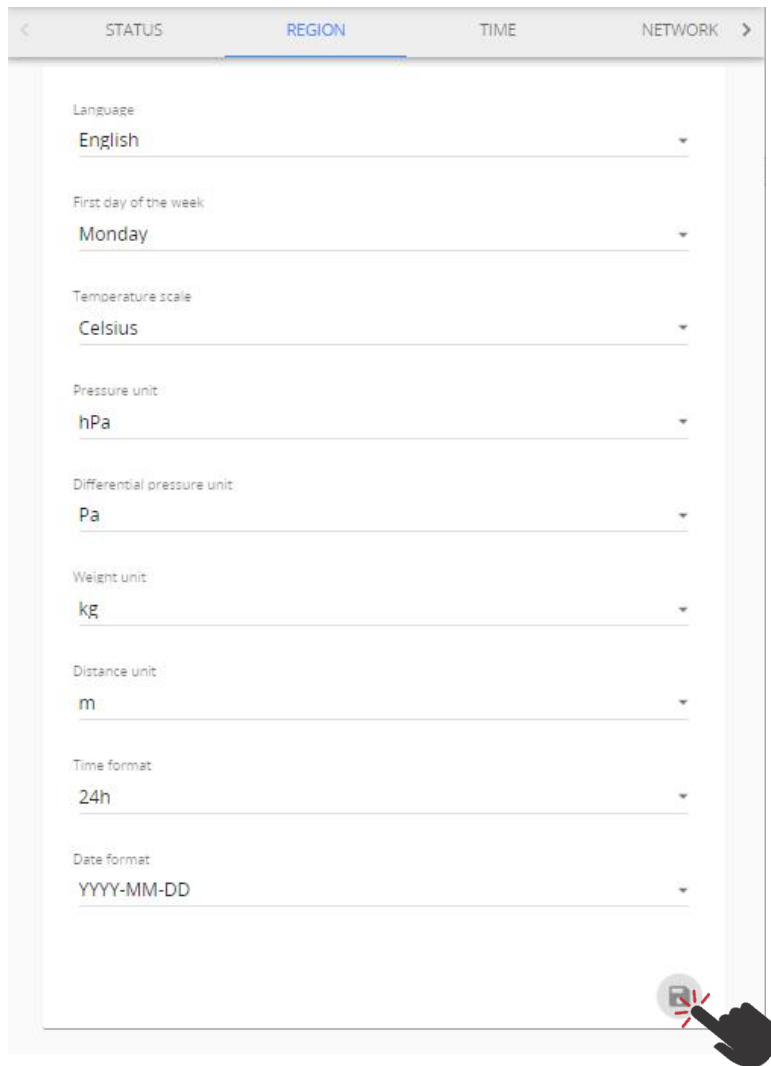 STATUS REGION TIME NETWORK
Language
English
First day of the week
Monday
Temperature scale
Celsius
Pressure unit
hPa
Differential pressure unit
Pa
Weight unit
kg
Distance unit
m
Time format
24h
Date format
YYYY-MM-DD